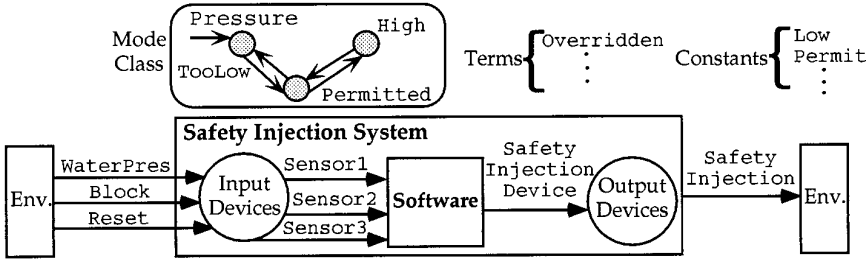 Mode
Class
Pressure
High
TooLow
Permitted
Terms
Overridden
Constants
Low
Permit
Safety Injection System
Env.
WaterPres
Block
Reset
Input
Devices
Sensor1
Sensor2
Sensor3
Software
Safety
Injection
Device
Output
Devices
Safety
Injection
Env.